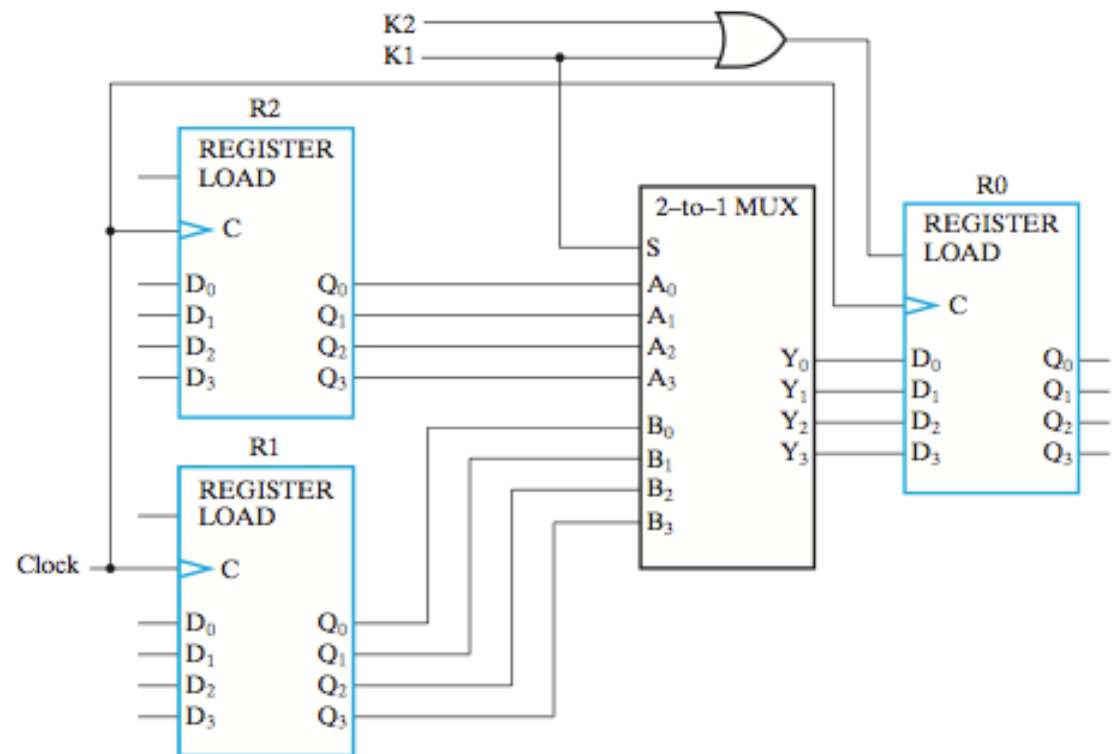 K2
K1
R2
REGISTER
LOAD
C
D₀ Q₀
D₁ Q₁
D₂ Q₂
D₃ Q₃
R1
REGISTER
LOAD
Clock
C
D₀ Q₀
D₁ Q₁
D₂ Q₂
D₃ Q₃
2–to–1 MUX
S
A₀
A₁
A₂
A₃
B₀
B₁
B₂
B₃
Y₀
Y₁
Y₂
Y₃
R0
REGISTER
LOAD
C
D₀ Q₀
D₁ Q₁
D₂ Q₂
D₃ Q₃